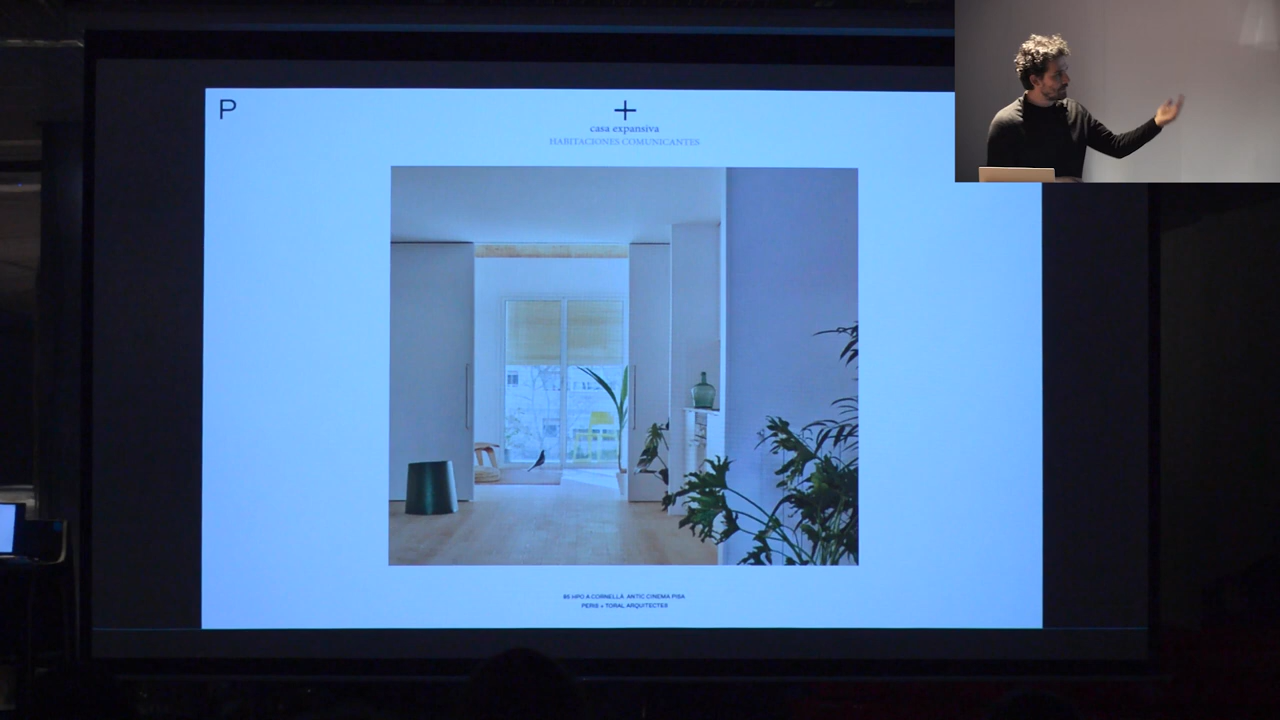 P
+
casa expansiva
HABITACIONES COMUNICANTES
85 HPO A CORNELLÀ ANTIC CINEMA PISA
PERIS + TORAL ARQUITECTES